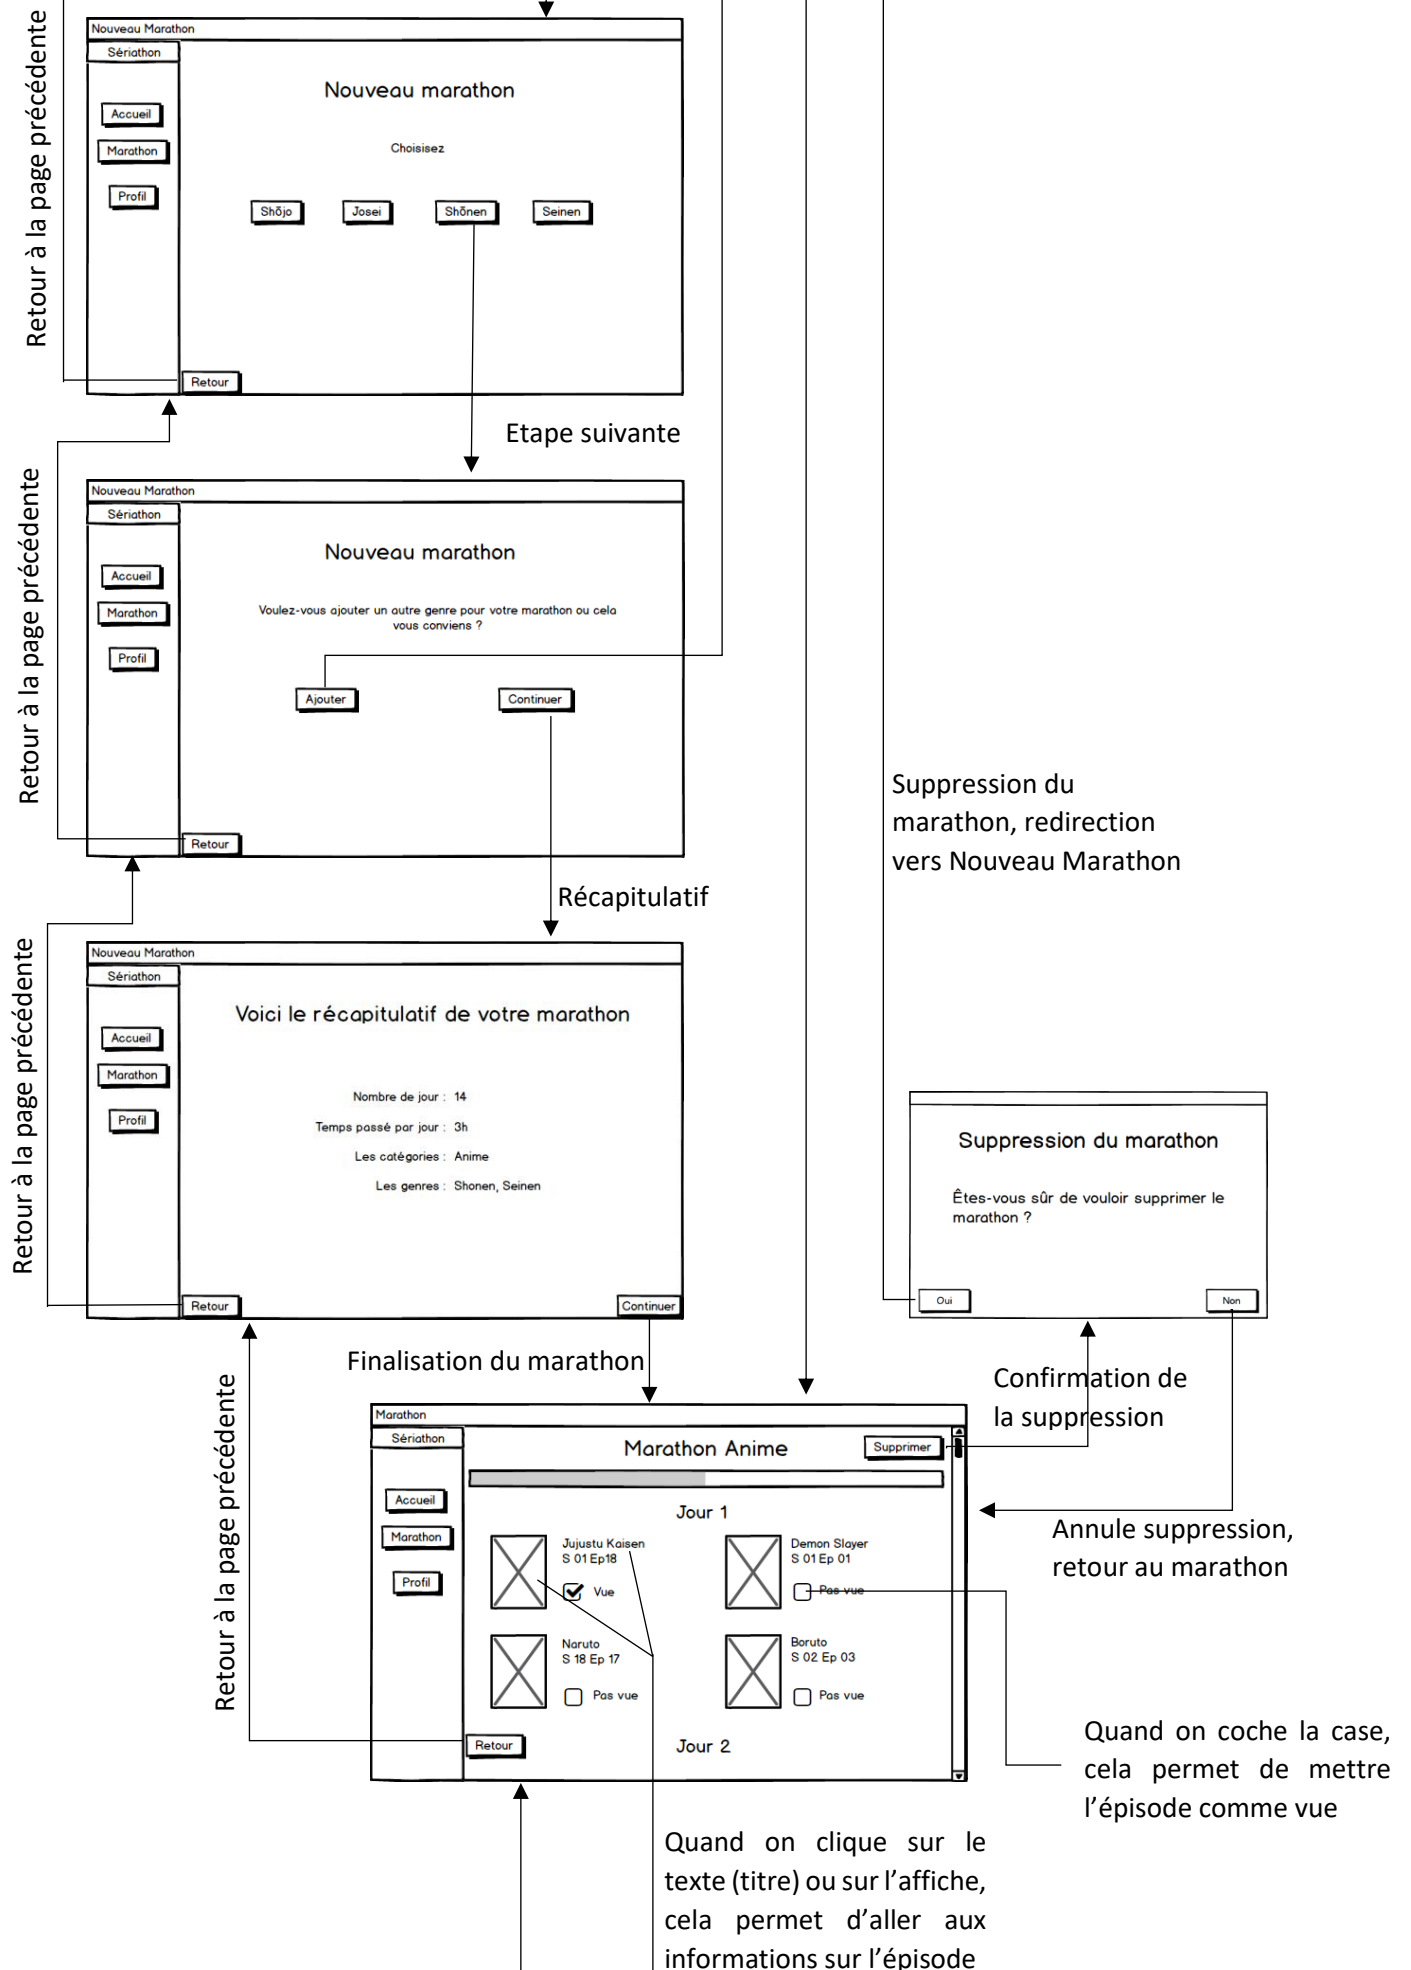 Retour à la page précédente
Nouveau Marathon
Sériathon
Nouveau marathon
Accueil
Choisisez
Marathon
Profil
Shōjo
Josei
Shōnen
Seinen
Retour
Etape suivante
Retour à la page précédente
Nouveau Marathon
Sériathon
Nouveau marathon
Accueil
Marathon
Voulez-vous ajouter un autre genre pour votre marathon ou cela
vous conviens ?
Profil
Ajouter
Continuer
Retour
Suppression du
marathon, redirection
vers Nouveau Marathon
Récapitulatif
Retour à la page précédente
Nouveau Marathon
Sériathon
Voici le récapitulatif de votre marathon
Accueil
Marathon
Profil
Nombre de jour : 14
Temps passé par jour : 3h
Les catégories : Anime
Les genres : Shonen, Seinen
Retour
Continuer
Suppression du marathon
Êtes-vous sûr de vouloir supprimer le
marathon ?
Oui
Non
Finalisation du marathon
Confirmation de
la suppression
Retour à la page précédente
Marathon
Sériathon
Marathon Anime
Supprimer
Accueil
Marathon
Profil
Jour 1
Jujustu Kaisen
S 01 Ep18
Vue
Demon Slayer
S 01 Ep 01
Pas vue
Naruto
S 18 Ep 17
Pas vue
Boruto
S 02 Ep 03
Pas vue
Retour
Jour 2
Annule suppression,
retour au marathon
Quand on coche la case,
cela permet de mettre
l’épisode comme vue
Quand on clique sur le
texte (titre) ou sur l’affiche,
cela permet d’aller aux
informations sur l’épisode